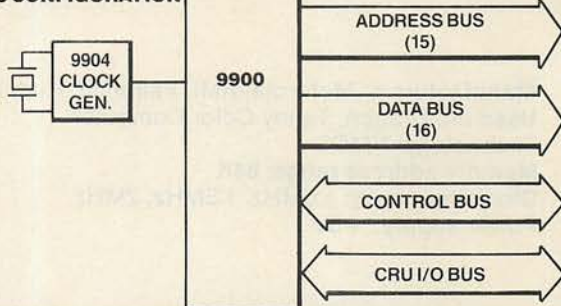 CONFIGURATION
ADDRESS BUS
(15)
9904
CLOCK
GEN.
9900
DATA BUS
(16)
CONTROL BUS
CRU I/O BUS